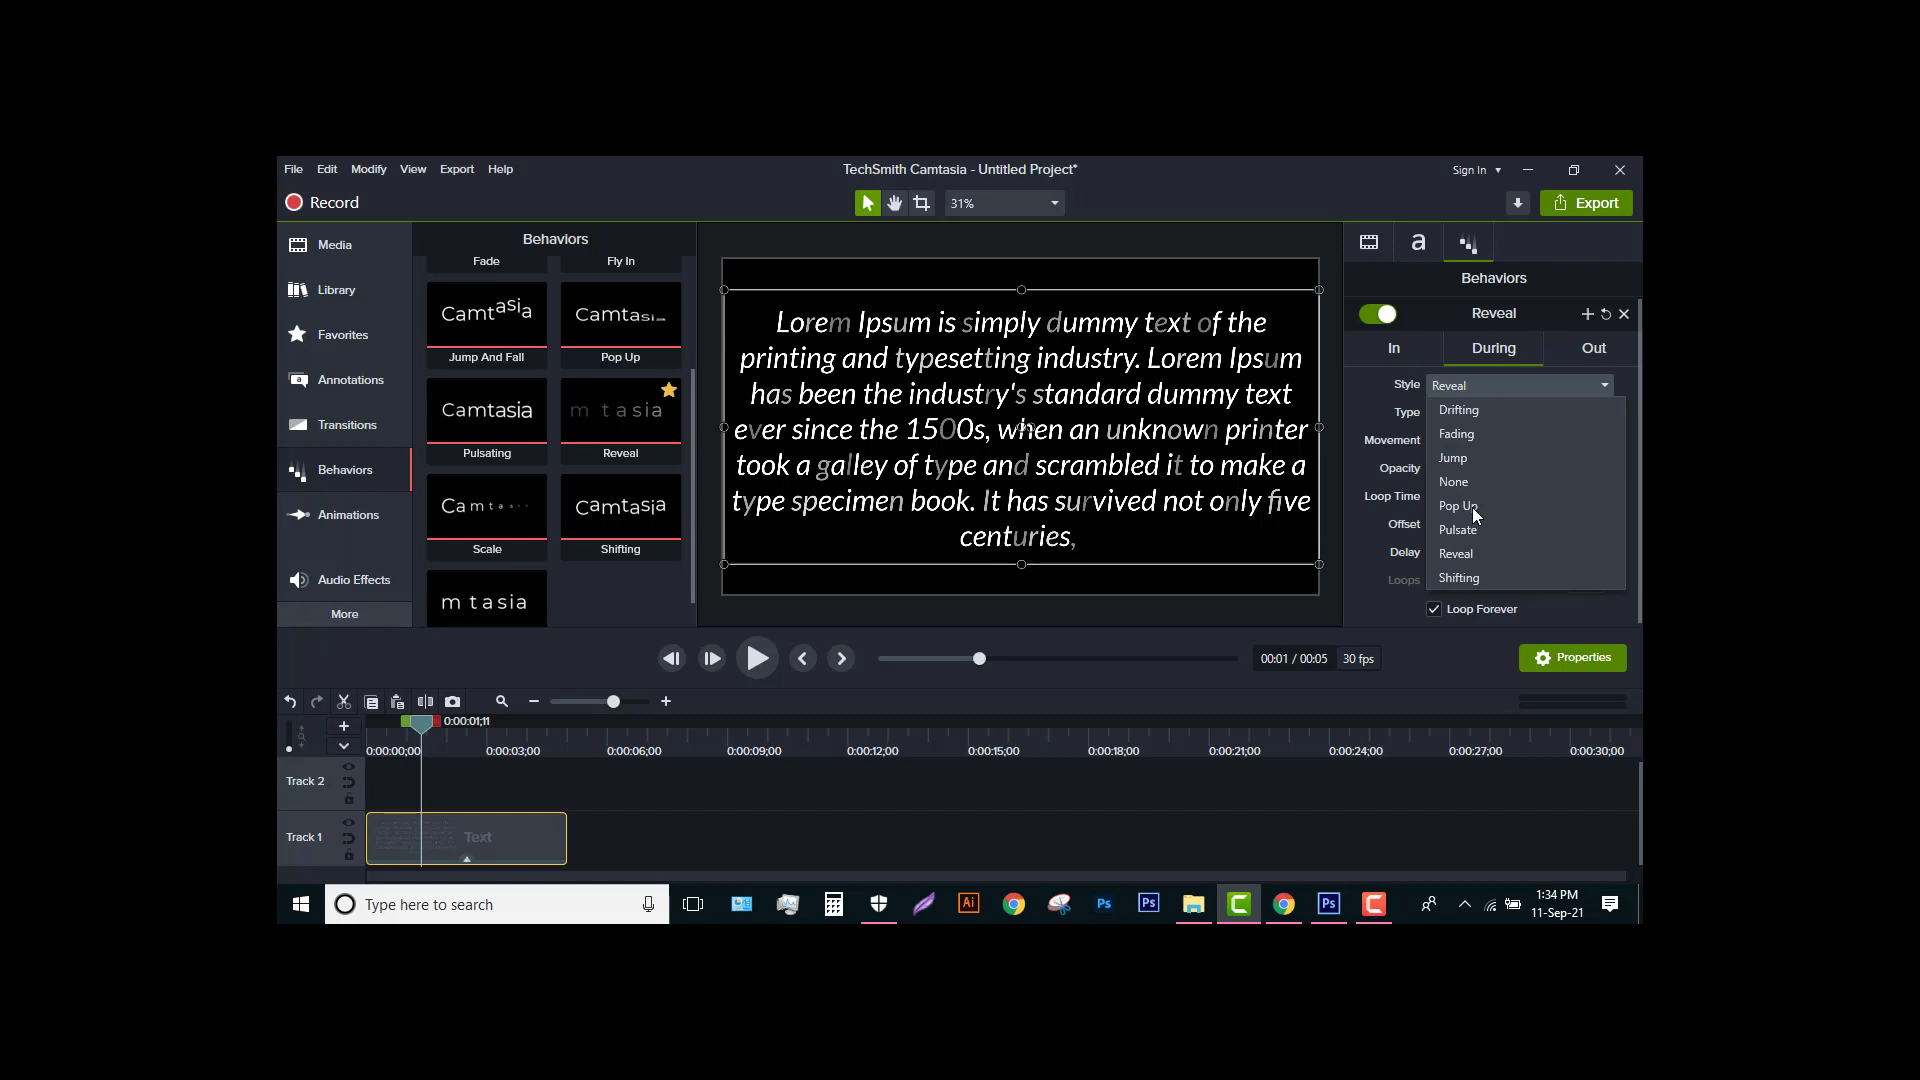 File Edit Modify View Export Help
TechSmith Camtasia - Untitled Project*
Sign In
Record
31%
Export
Media
Library
Favorites
Annotations
Transitions
Behaviors
Animations
Audio Effects
More
Behaviors
Fade
Fly In
Camtasia
Camtasia
Jump And Fall
Pop Up
Camtasia
m t a s i a
Pulsating
Reveal
Camta
Camtasia
Scale
Shifting
m t a s i a
Lorem Ipsum is simply dummy text of the
printing and typesetting industry. Lorem Ipsum
has been the industry's standard dummy text
ever since the 1500s, when an unknown printer
took a galley of type and scrambled it to make a
type specimen book. It has survived not only five
centuries,
a
Behaviors
Reveal
In During Out
Style Reveal
Type
Movement
Opacity
Loop Time
Offset
Delay
Loops
Drifting
Fading
Jump
None
Pop Up
Pulsate
Reveal
Shifting
Loop Forever
00:01 / 00:05 30 fps
Properties
0:00:01;11
0:00:00;00 0:00:03;00 0:00:06;00 0:00:09;00 0:00:12;00 0:00:15;00 0:00:18;00 0:00:21;00 0:00:24;00 0:00:27;00 0:00:30;00
Track 2
Track 1
Text
Type here to search
Ai
Ps
Ps
Ps
1:34 PM
11-Sep-21